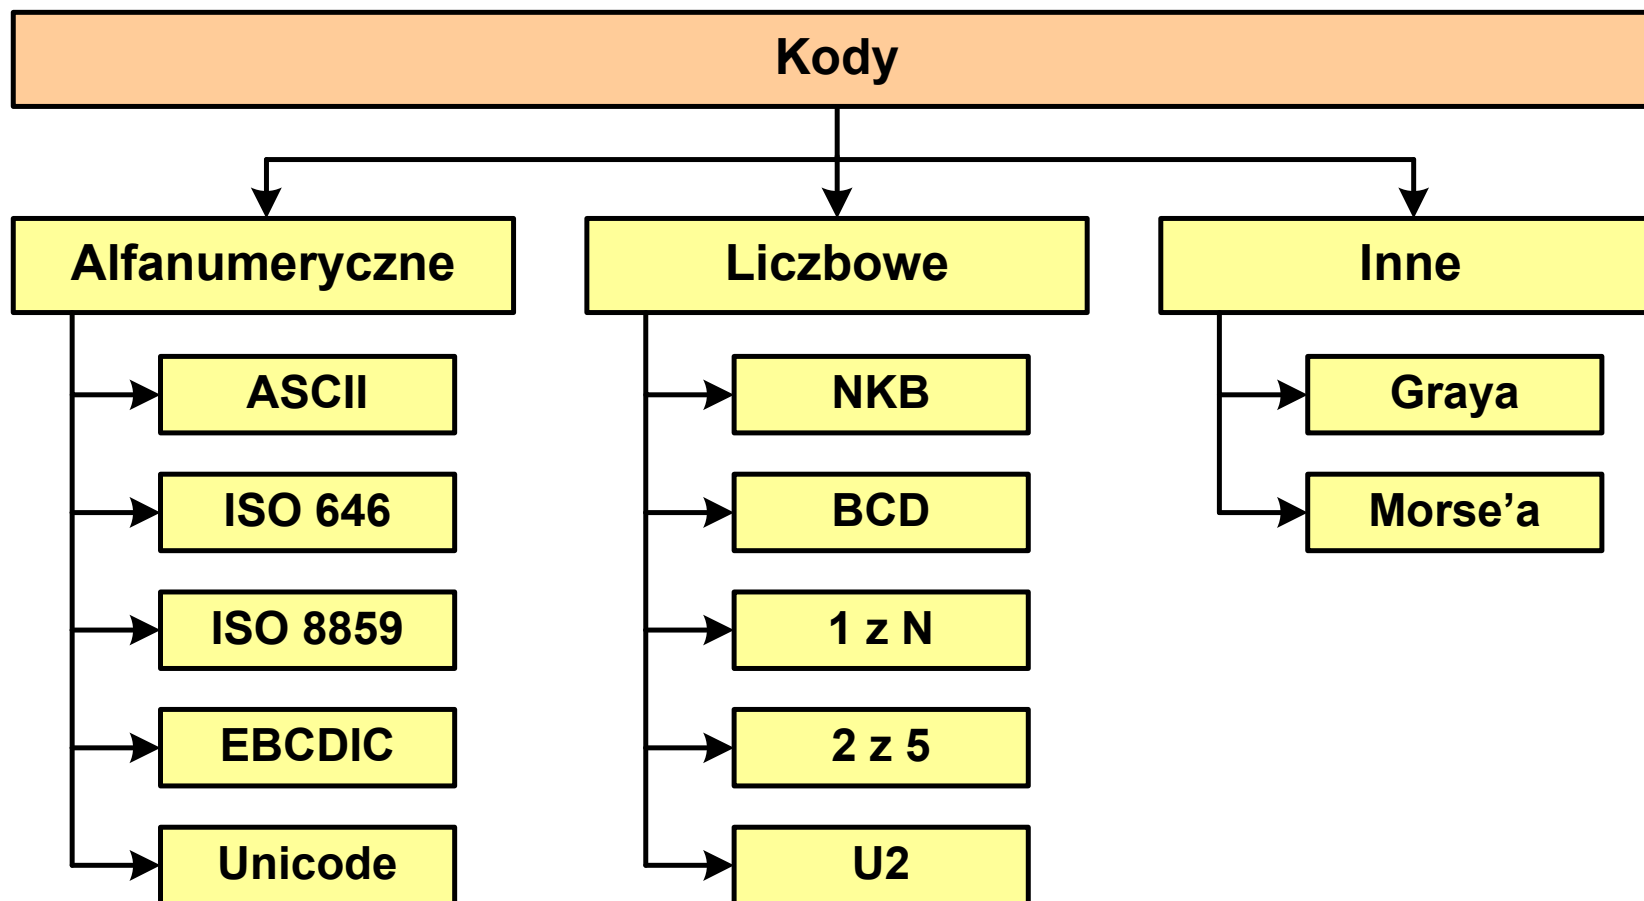 Kody
Alfanumeryczne
Liczbowe
Inne
ASCII
NKB
Graya
ISO 646
BCD
Morse’a
ISO 8859
1 z N
EBCDIC
2 z 5
Unicode
U2